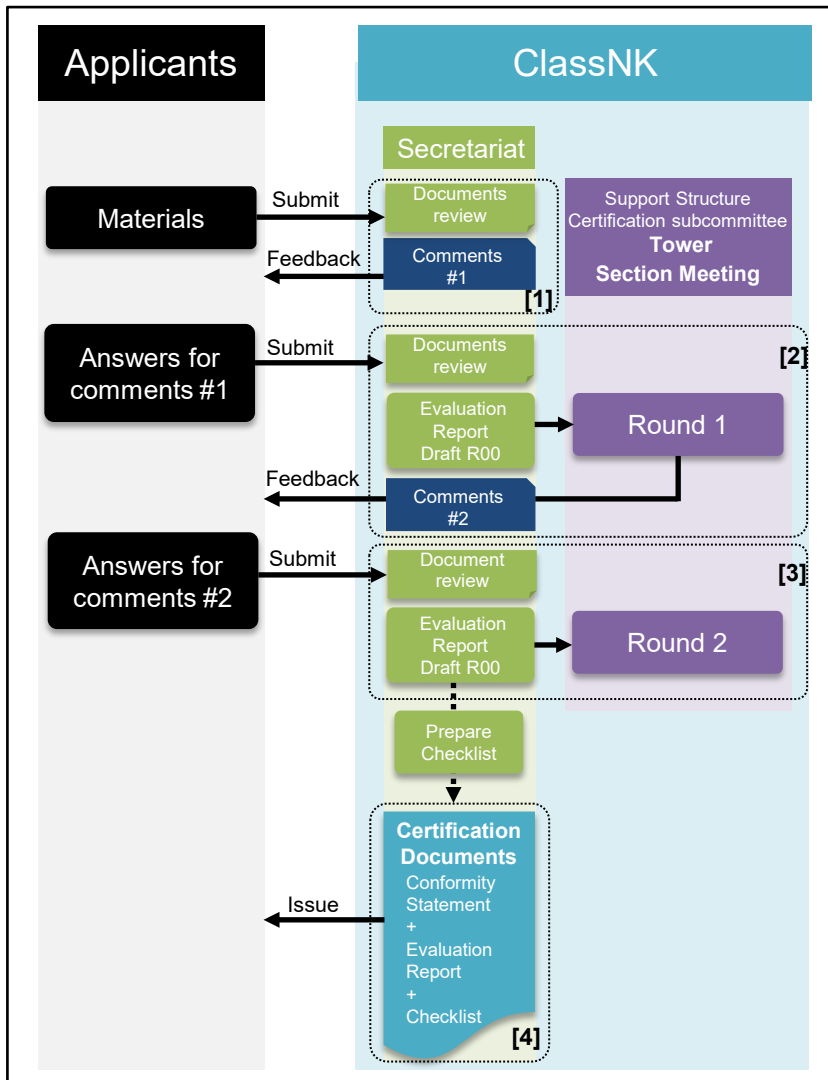 Applicants
ClassNK
Secretariat
Materials
Submit
Documents
review
Support Structure
Certification subcommittee
Tower
Section Meeting
Feedback
Comments
#1
[1]
Answers for
comments #1
Submit
Documents
review
[2]
Evaluation
Report
Draft R00
Round 1
Feedback
Comments
#2
Answers for
comments #2
Submit
Document
review
[3]
Evaluation
Report
Draft R00
Round 2
Prepare
Checklist
Certification
Documents
Conformity
Statement
+
Evaluation
Report
+
Checklist
Issue
[4]